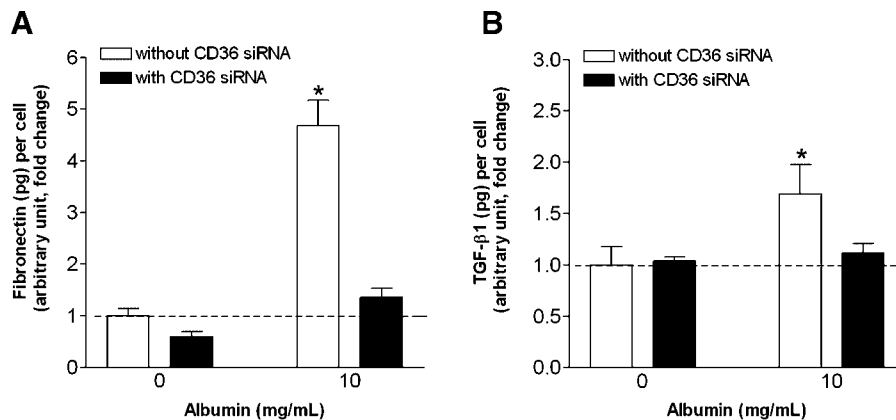 A
without CD36 siRNA
with CD36 siRNA
Fibronectin (pg) per cell
(arbitrary unit, fold change)
6
5
4
3
2
1
0
*
0
10
Albumin (mg/mL)
B
without CD36 siRNA
with CD36 siRNA
TGF-β1 (pg) per cell
(arbitrary unit, fold change)
3.0
2.5
2.0
1.5
1.0
0.5
0.0
*
0
10
Albumin (mg/mL)